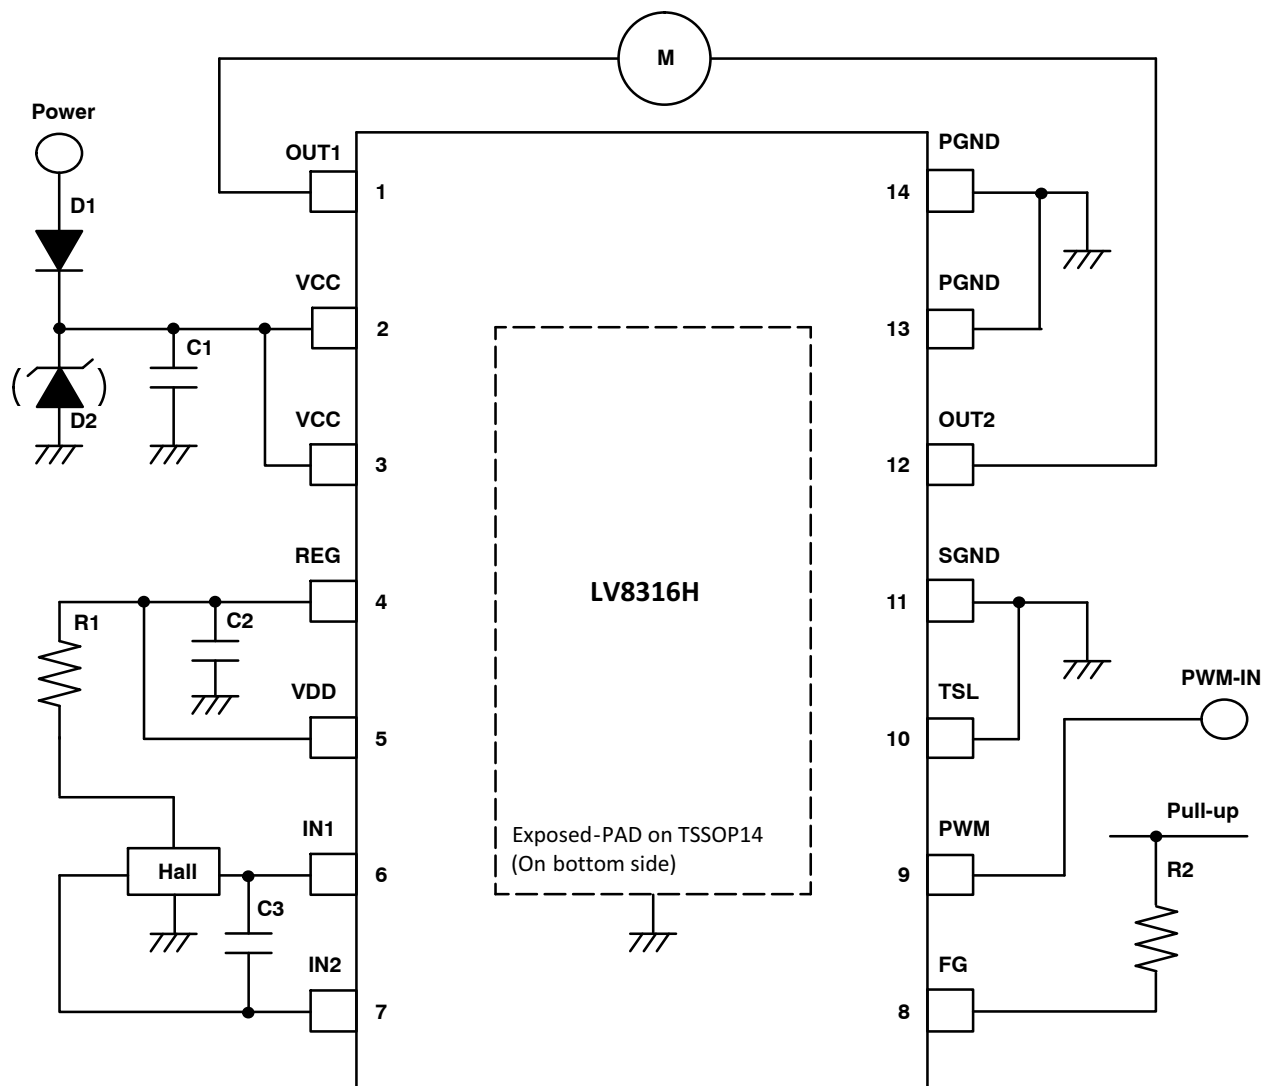 M
Power
D1
OUT1
1
PGND
14
VCC
2
C1
PGND
13
( )
D2
VCC
3
OUT2
12
REG
4
R1
C2
SGND
11
LV8316H
VDD
5
TSL
10
PWM-IN
IN1
6
Hall
C3
Exposed-PAD on TSSOP14
(On bottom side)
PWM
9
Pull-up
R2
IN2
7
FG
8